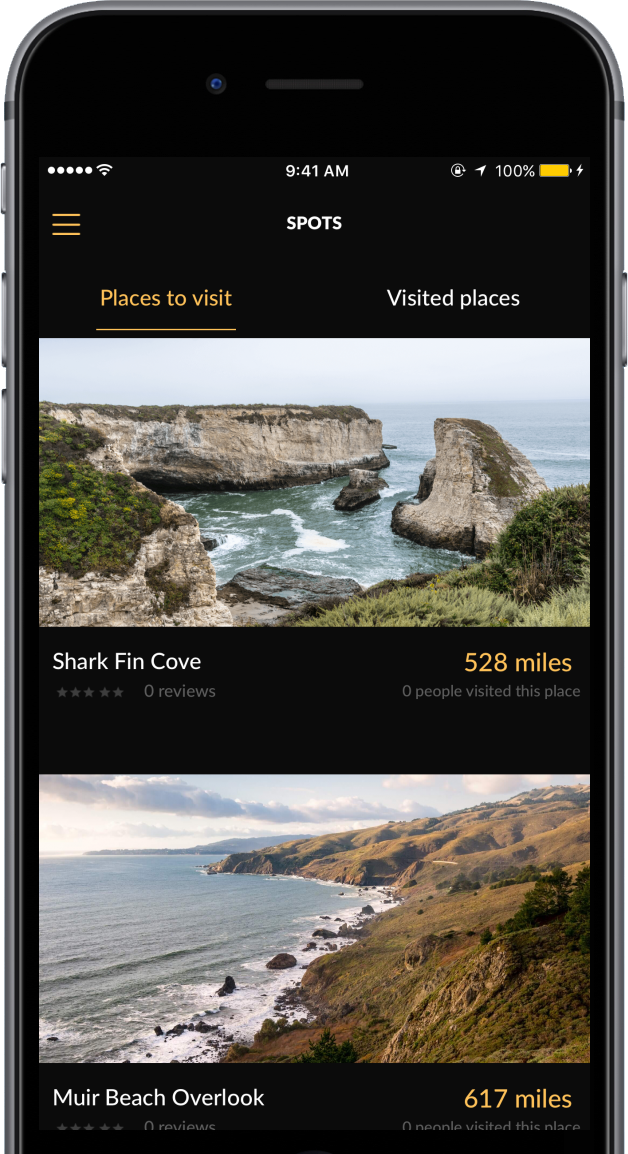 9:41 AM 100%
SPOTS
Places to visit Visited places
Shark Fin Cove 528 miles
0 reviews 0 people visited this place
Muir Beach Overlook 617 miles
0 reviews 0 people visited this place